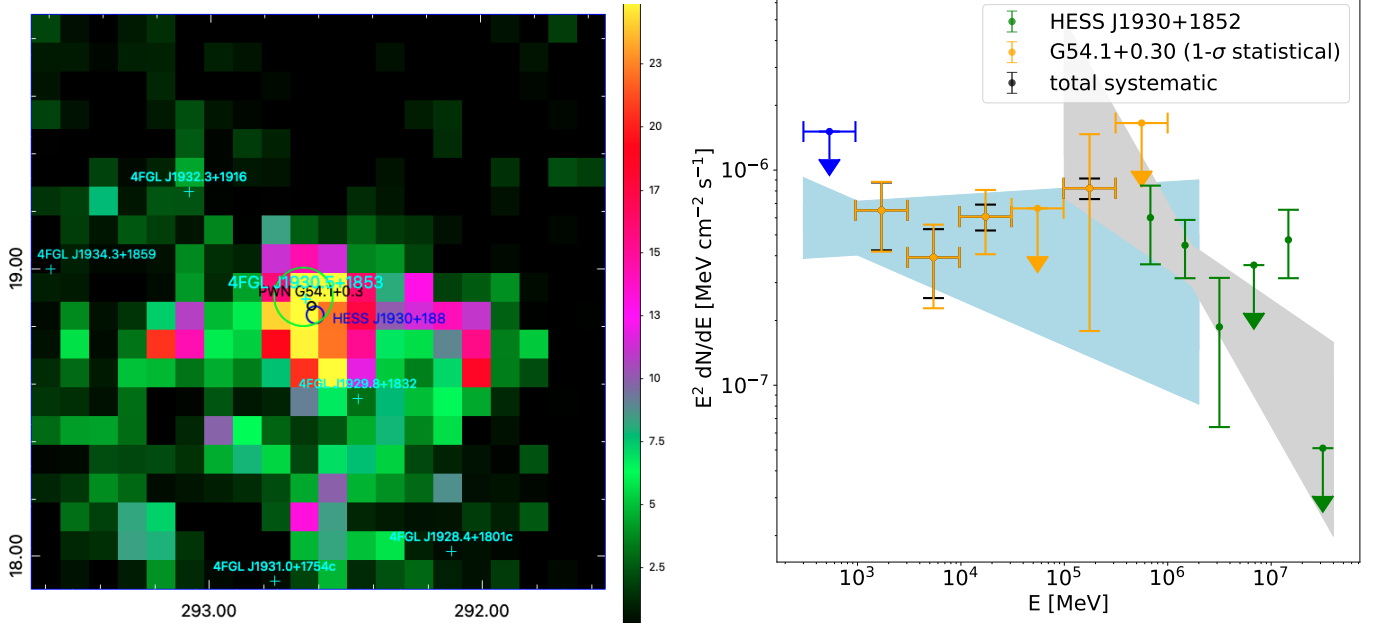 4FGL J1932.3+1916
4FGL J1934.3+1859
4FGL J1930.5+1853
PWN G54.1+0.3
HESS J1930+188
4FGL J1929.8+1832
4FGL J1928.4+1801c
4FGL J1931.0+1754c
19.00
18.00
293.00
292.00
23
20
17
15
13
10
7.5
5
2.5
HESS J1930+1852
G54.1+0.30 (1-σ statistical)
total systematic
E² dN/dE [MeV cm⁻² s⁻¹]
10⁻⁶
10⁻⁷
10³
10⁴
10⁵
10⁶
10⁷
E [MeV]